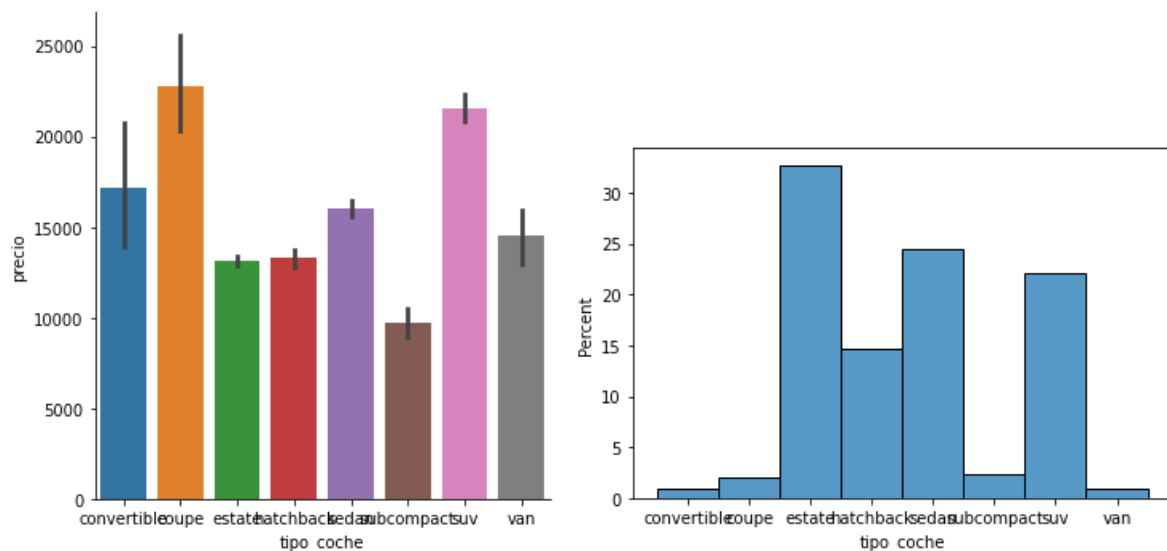 25000
20000
15000
10000
5000
0
precio
convertible coupe estate hatchback sedan subcompact suv van
tipo_coche
30
25
20
15
10
5
0
Percent
convertible coupe estate hatchback sedan subcompact suv van
tipo_coche